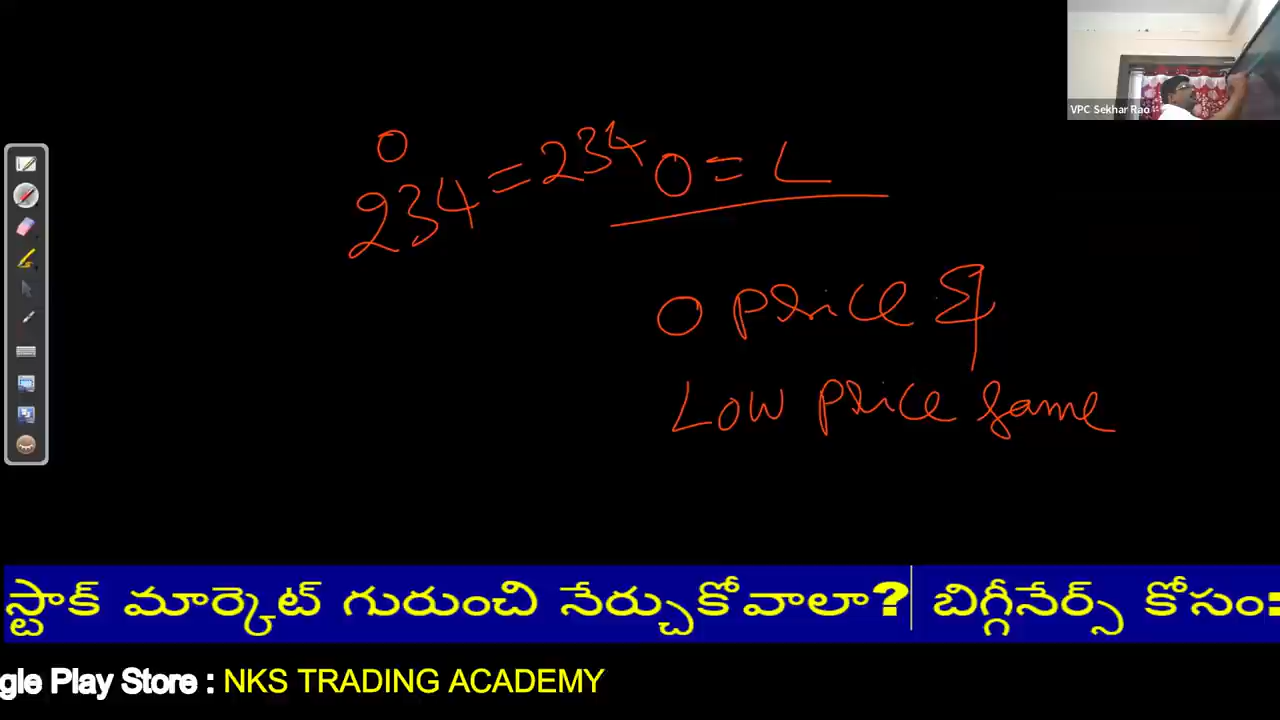 VPC Sekhar Rao
O
234 = 234 O = L
O price &
Low price same
స్టాక్ మార్కెట్ గురుంచి నేర్చుకోవాలా? బిగ్గీనేర్స్ కోసం:
gle Play Store : NKS TRADING ACADEMY